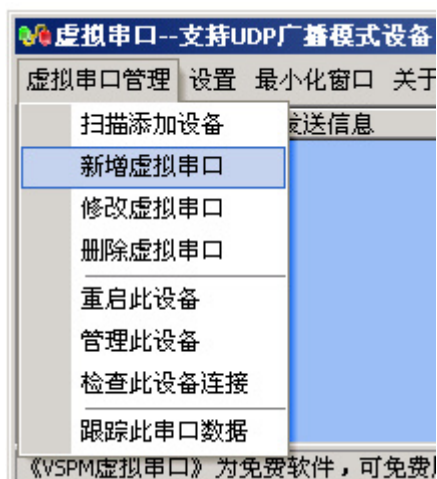 虚拟串口--支持UDP广播模式设备
虚拟串口管理 设置 最小化窗口 关于
扫描添加设备 发送信息
新增虚拟串口
修改虚拟串口
删除虚拟串口
重启此设备
管理此设备
检查此设备连接
跟踪此串口数据
《VSPM虚拟串口》为免费软件，可免费